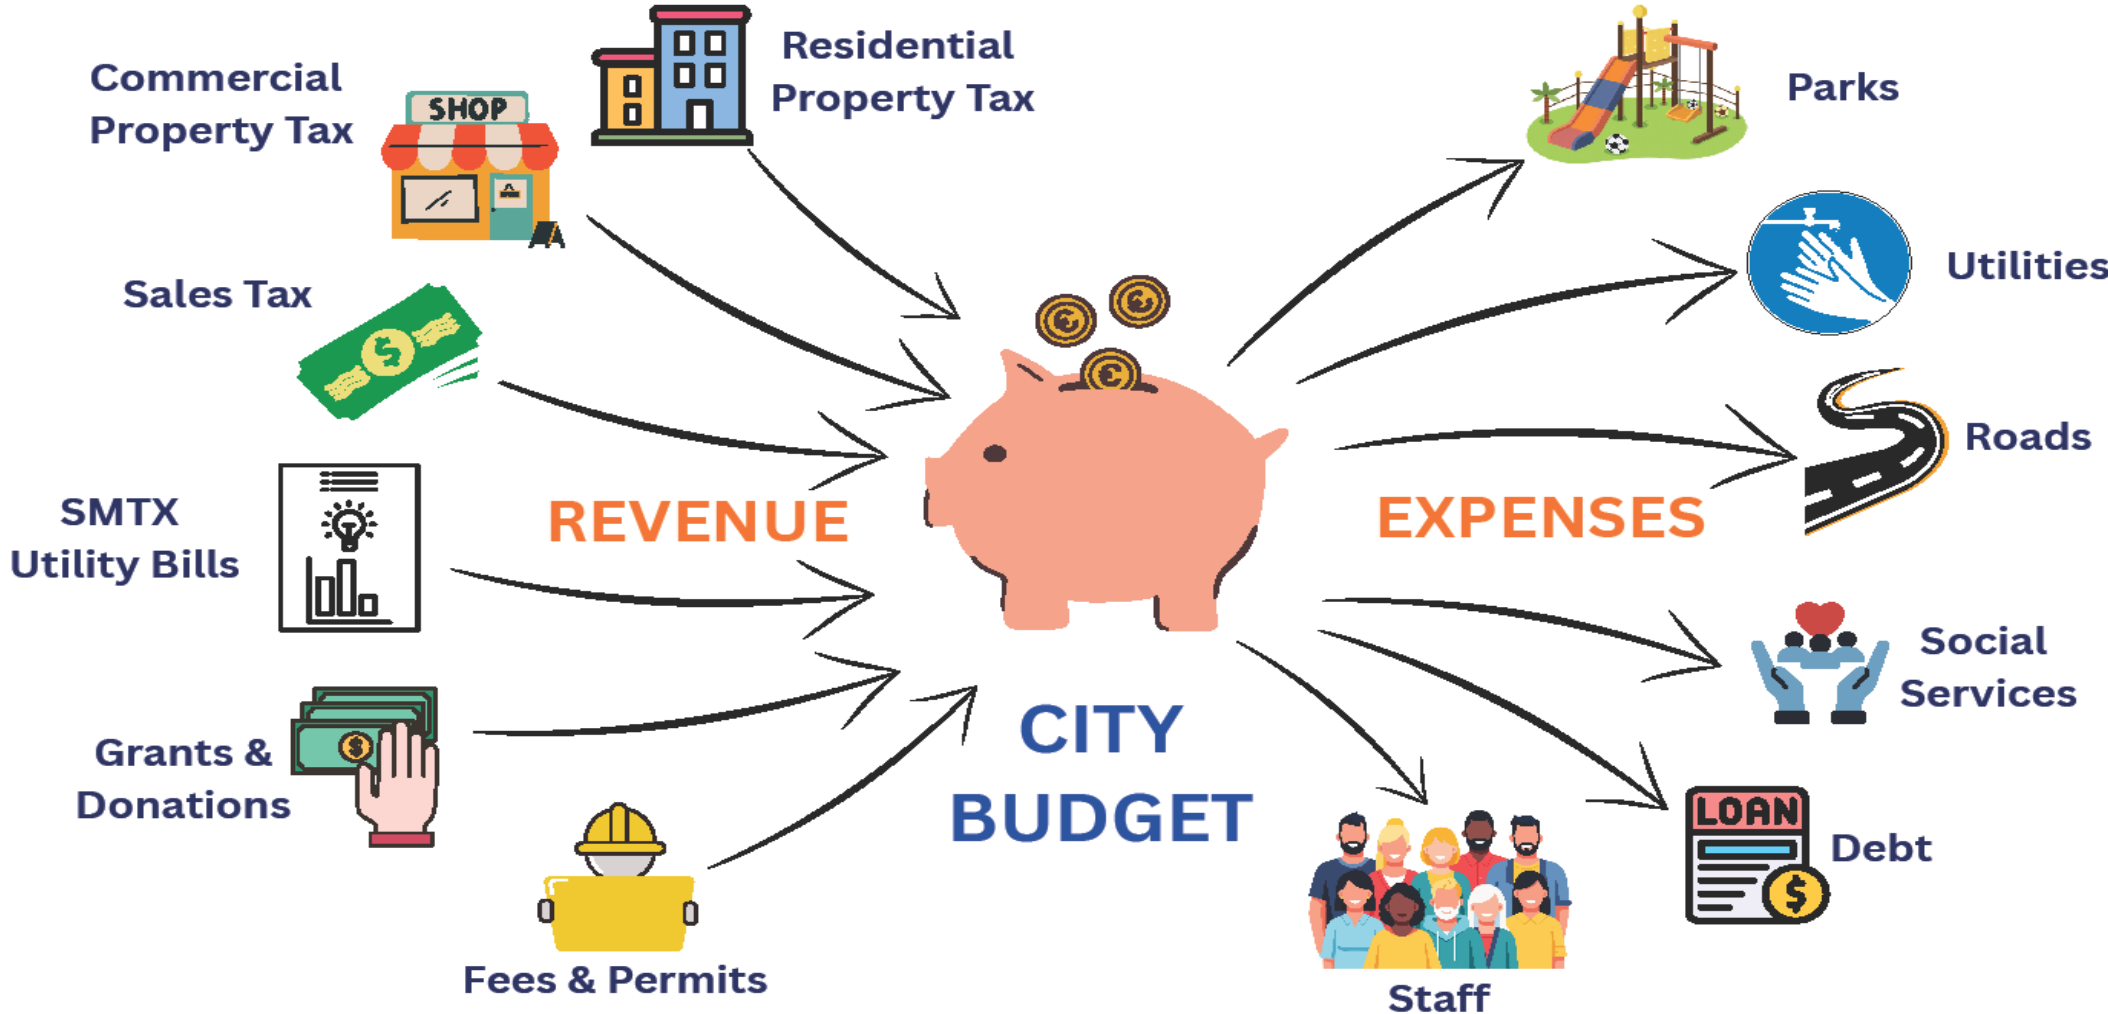 Residential
Property Tax
Commercial
Property Tax
SHOP
Sales Tax
$
SMTX
Utility Bills
REVENUE
Grants &
Donations
$
Fees & Permits
€
€
€
CITY
BUDGET
EXPENSES
Parks
Utilities
Roads
Social
Services
LOAN
$
Debt
Staff